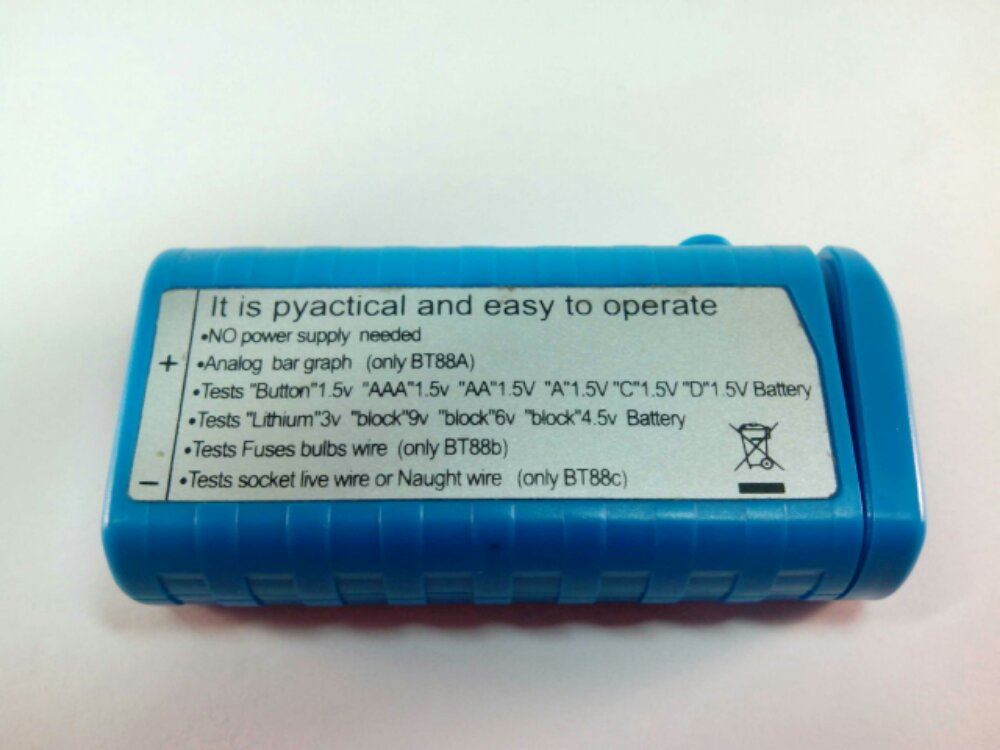 It is pyactical and easy to operate
•NO power supply needed
+ •Analog bar graph (only BT88A)
•Tests "Button"1.5v "AAA"1.5v "AA"1.5V "A"1.5V "C"1.5V "D"1.5V Battery
•Tests "Lithium"3v "block"9v "block"6v "block"4.5v Battery
•Tests Fuses bulbs wire (only BT88b)
− •Tests socket live wire or Naught wire (only BT88c)